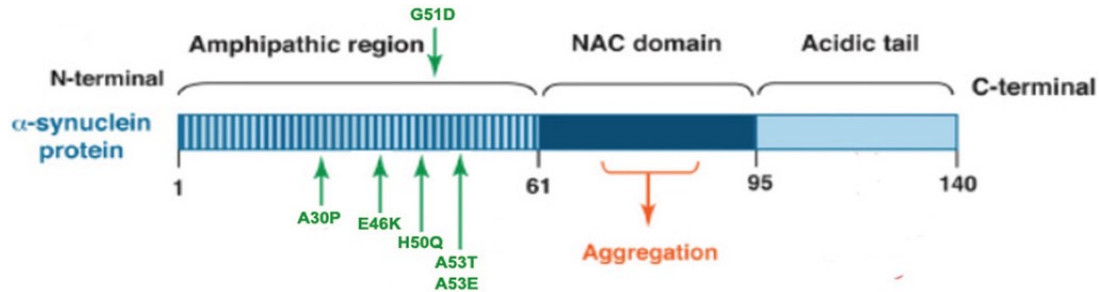 G51D
Amphipathic region
NAC domain
Acidic tail
N-terminal
C-terminal
α-synuclein
protein
1
61
95
140
A30P
E46K
H50Q
A53T
A53E
Aggregation